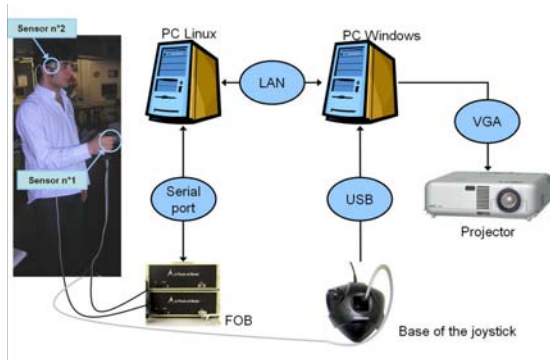 Sensor n°2
PC Linux
PC Windows
LAN
VGA
Sensor n°1
Serial
port
USB
Projector
FOB
Base of the joystick